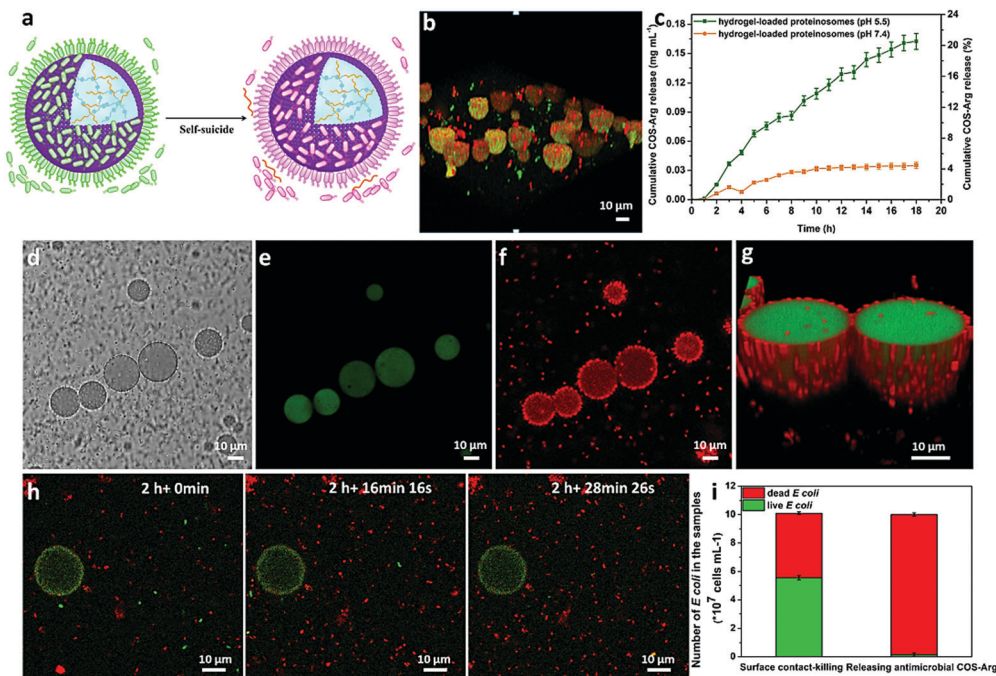 a
Self-suicide
b
10 µm
c
hydrogel-loaded proteinosomes (pH 5.5)
hydrogel-loaded proteinosomes (pH 7.4)
Cumulative COS-Arg release (mg mL⁻¹)
0.18
0.15
0.12
0.09
0.06
0.03
0.00
24
20
16
12
8
4
0
Cumulative COS-Arg release (%)
0 2 4 6 8 10 12 14 16 18 20
Time (h)
d
10 µm
e
10 µm
f
10 µm
g
10 µm
h
2 h+ 0min
10 µm
2 h+ 16min 16s
10 µm
2 h+ 28min 26s
10 µm
i
dead E coli
live E coli
Number of E coli in the samples
(*10⁷ cells mL-1)
12
10
8
6
4
2
0
Surface contact-killing Releasing antimicrobial COS-Arg